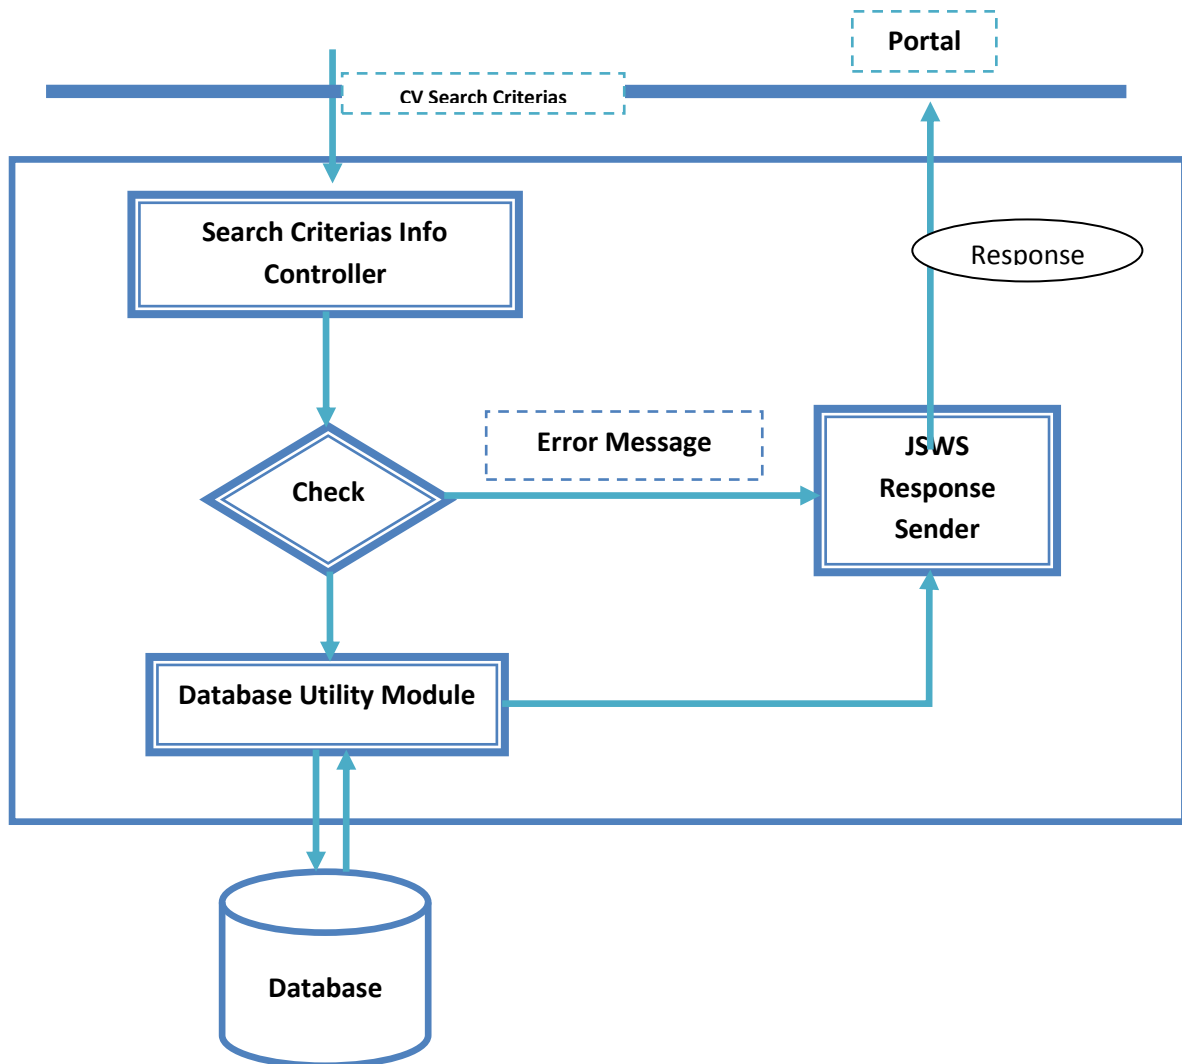 Portal
CV Search Criterias
Search Criterias Info
Controller
Response
Error Message
JSWS
Response
Sender
Check
Database Utility Module
Database